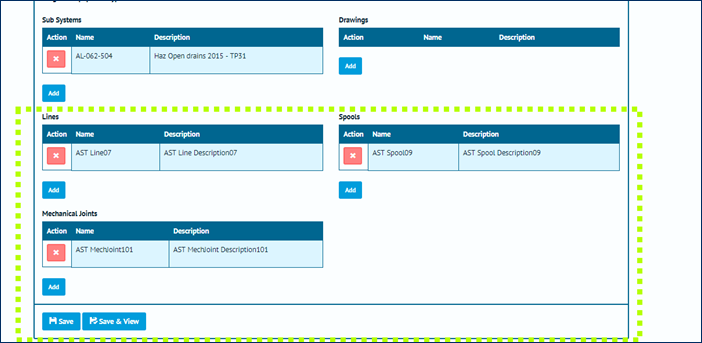 Sub Systems
Action Name Description
AL-062-504 Haz Open drains 2015 - TP31
Add
Drawings
Action Name Description
Add
Lines
Action Name Description
AST Line07 AST Line Description07
Add
Spools
Action Name Description
AST Spool09 AST Spool Description09
Add
Mechanical Joints
Action Name Description
AST MechJoint101 AST MechJoint Description101
Add
Save Save & View